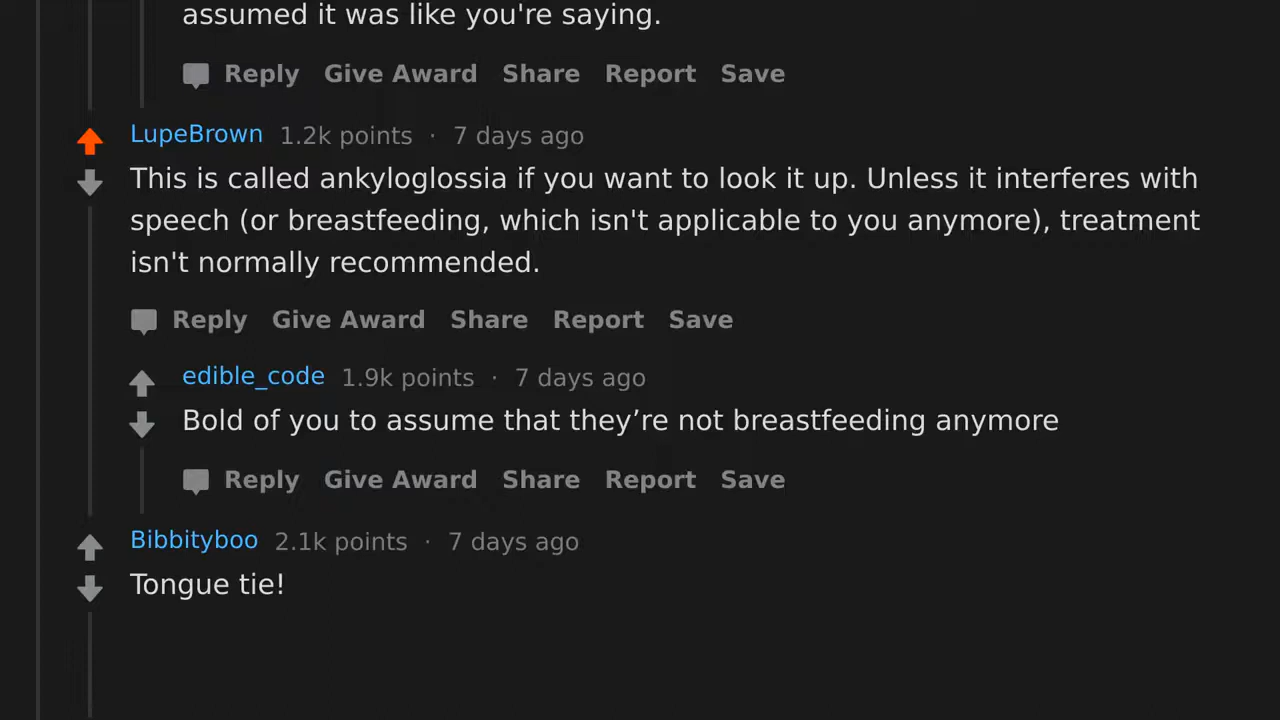 assumed it was like you're saying.
Reply Give Award Share Report Save
LupeBrown 1.2k points · 7 days ago
This is called ankyloglossia if you want to look it up. Unless it interferes with
speech (or breastfeeding, which isn't applicable to you anymore), treatment
isn't normally recommended.
Reply Give Award Share Report Save
edible_code 1.9k points · 7 days ago
Bold of you to assume that they’re not breastfeeding anymore
Reply Give Award Share Report Save
Bibbityboo 2.1k points · 7 days ago
Tongue tie!